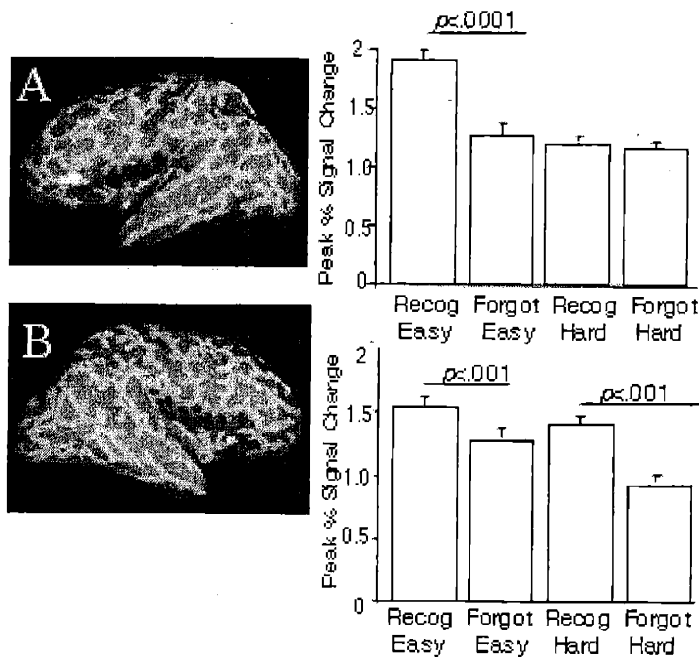 A
p<.0001
Peak % Signal Change
2
1.5
1.0
0.5
0
Recog Easy
Forgot Easy
Recog Hard
Forgot Hard
B
p<.001
p<.001
Peak % Signal Change
2
1.5
1.0
0.5
0
Recog Easy
Forgot Easy
Recog Hard
Forgot Hard